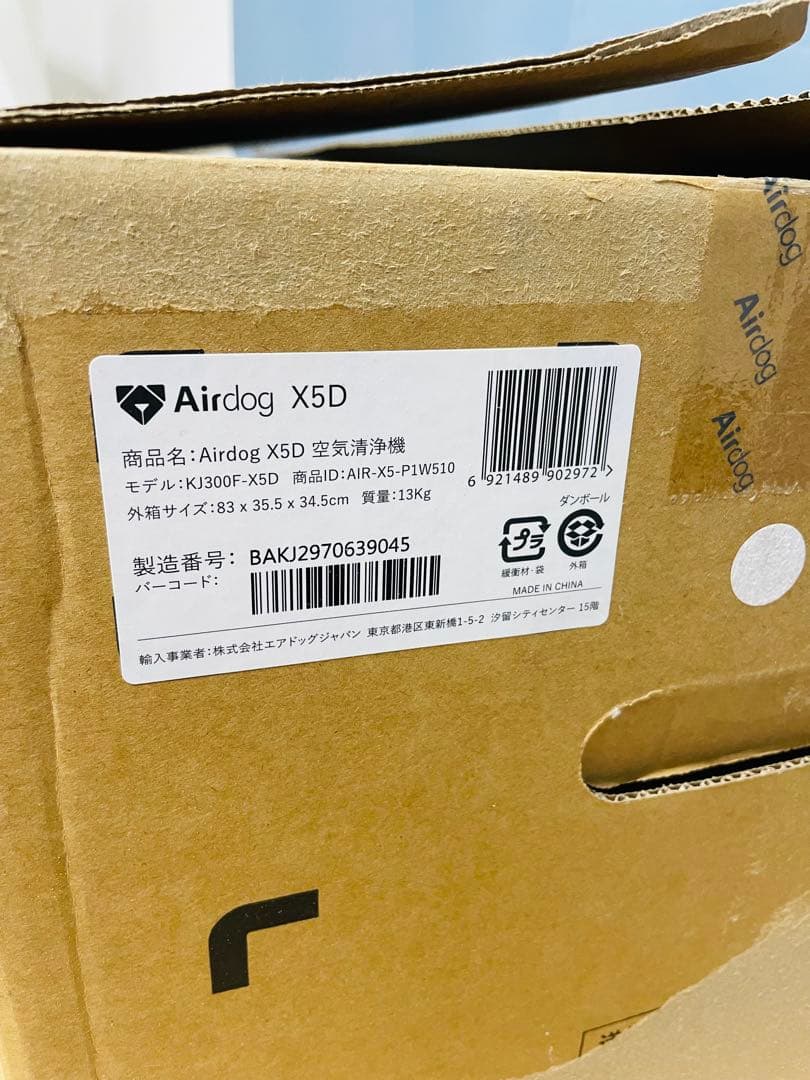 Airdog X5D
商品名:Airdog X5D 空気清浄機
モデル:KJ300F-X5D 商品ID:AIR-X5-P1W510
外箱サイズ:83 x 35.5 x 34.5cm 質量:13Kg
6 921489 902972 >
ダンボール
プラ
緩衝材・袋
外箱
製造番号: BAKJ2970639045
バーコード:
MADE IN CHINA
輸入事業者:株式会社エアドッグジャパン 東京都港区東新橋1-5-2 汐留シティセンター 15階
Airdog
Airdog
Airdog